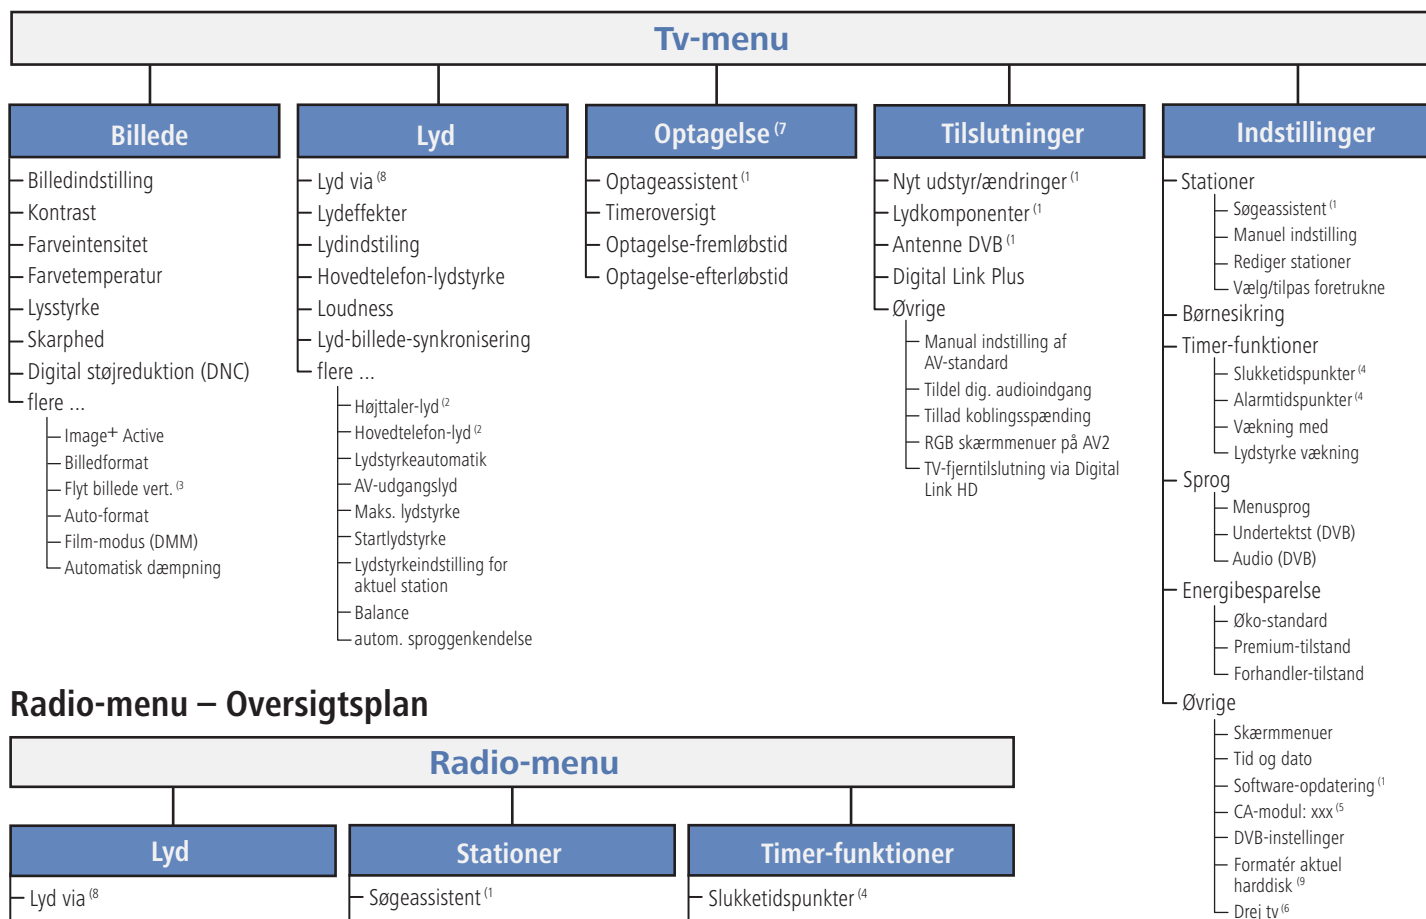 Tv-menu
Billede
Billedindstilling
Kontrast
Farveintensitet
Farvetemperatur
Lysstyrke
Skarphed
Digital støjreduktion (DNC)
flere ...
Image+ Active
Billedformat
Flyt billede vert. (3
Auto-format
Film-modus (DMM)
Automatisk dæmpning
Lyd
Lyd via (8
Lydeffekter
Lydindstiling
Hovedtelefon-lydstyrke
Loudness
Lyd-billede-synkronisering
flere ...
Højttaler-lyd (2
Hovedtelefon-lyd (2
Lydstyrkeautomatik
AV-udgangslyd
Maks. lydstyrke
Startlydstyrke
Lydstyrkeindstilling for
aktuel station
Balance
autom. sproggenkendelse
Optagelse (7
Optageassistent (1
Timeroversigt
Optagelse-fremløbstid
Optagelse-efterløbstid
Tilslutninger
Nyt udstyr/ændringer (1
Lydkomponenter (1
Antenne DVB (1
Digital Link Plus
Øvrige
Manual indstilling af
AV-standard
Tildel dig. audioindgang
Tillad koblingsspænding
RGB skærmmenuer på AV2
TV-fjerntilslutning via Digital
Link HD
Indstillinger
Stationer
Søgeassistent (1
Manuel indstilling
Rediger stationer
Vælg/tilpas foretrukne
Børnesikring
Timer-funktioner
Slukketidspunkter (4
Alarmtidspunkter (4
Vækning med
Lydstyrke vækning
Sprog
Menusprog
Undertektst (DVB)
Audio (DVB)
Energibesparelse
Øko-standard
Premium-tilstand
Forhandler-tilstand
Øvrige
Skærmmenuer
Tid og dato
Software-opdatering (1
CA-modul: xxx (5
DVB-instellinger
Formatér aktuel
harddisk (9
Drej tv (6
Radio-menu – Oversigtsplan
Radio-menu
Lyd
Lyd via (8
Stationer
Søgeassistent (1
Timer-funktioner
Slukketidspunkter (4